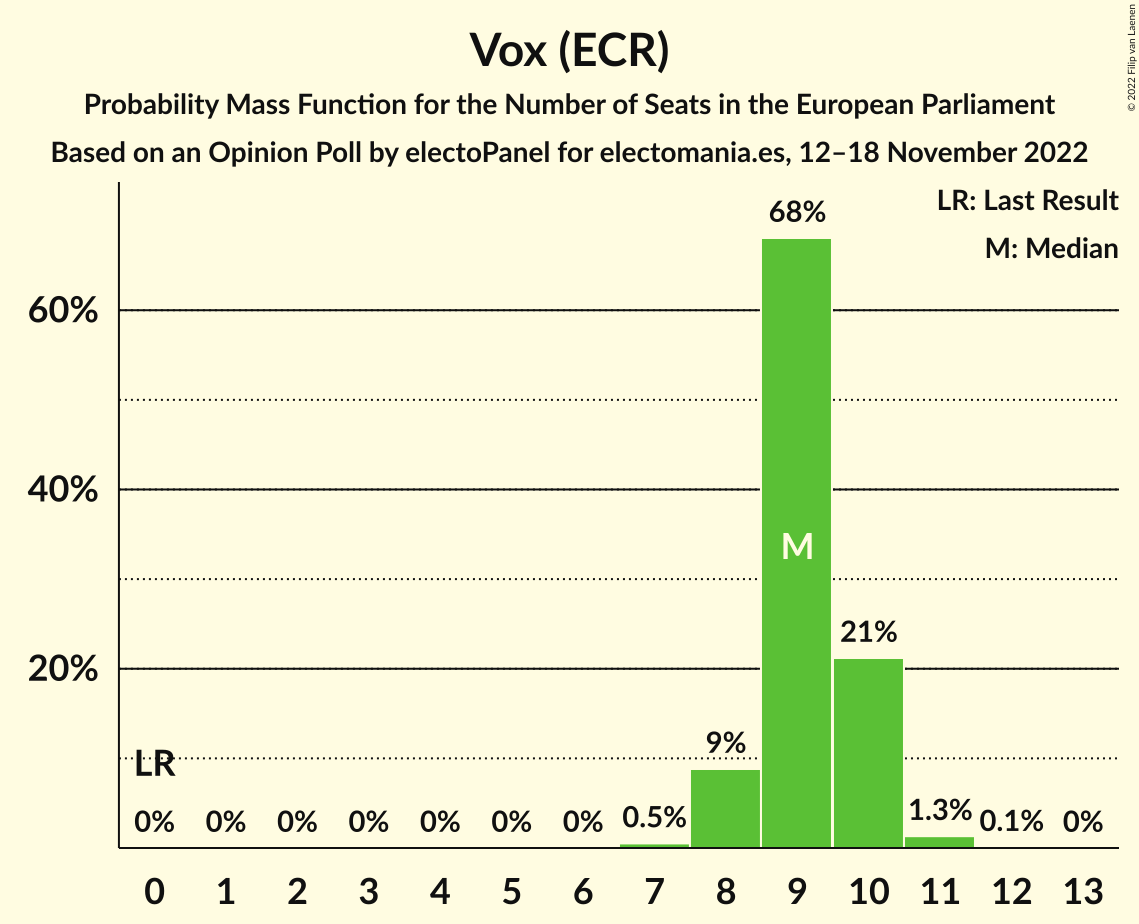 Vox (ECR)
Probability Mass Function for the Number of Seats in the European Parliament
Based on an Opinion Poll by electoPanel for electomania.es, 12–18 November 2022
© 2022 Filip van Laenen
LR: Last Result
M: Median
68%
60%
40%
M
21%
20%
9%
LR
0% 0% 0% 0% 0% 0% 0% 0.5% 1.3% 0.1% 0%
0 1 2 3 4 5 6 7 8 9 10 11 12 13